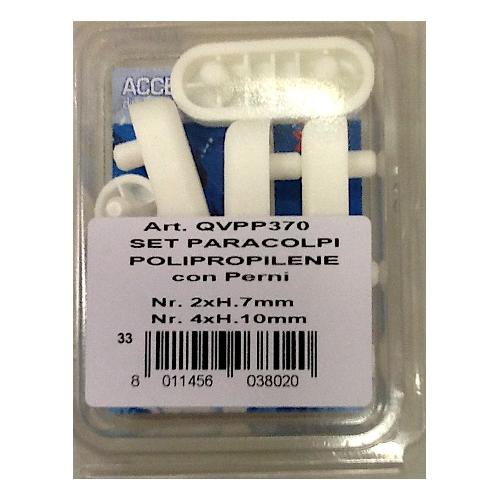 ACCE
Art. QVPP370
SET PARACOLPI
POLIPROPILENE
con Perni
Nr. 2xH.7mm
Nr. 4xH.10mm
33
8 011456 038020